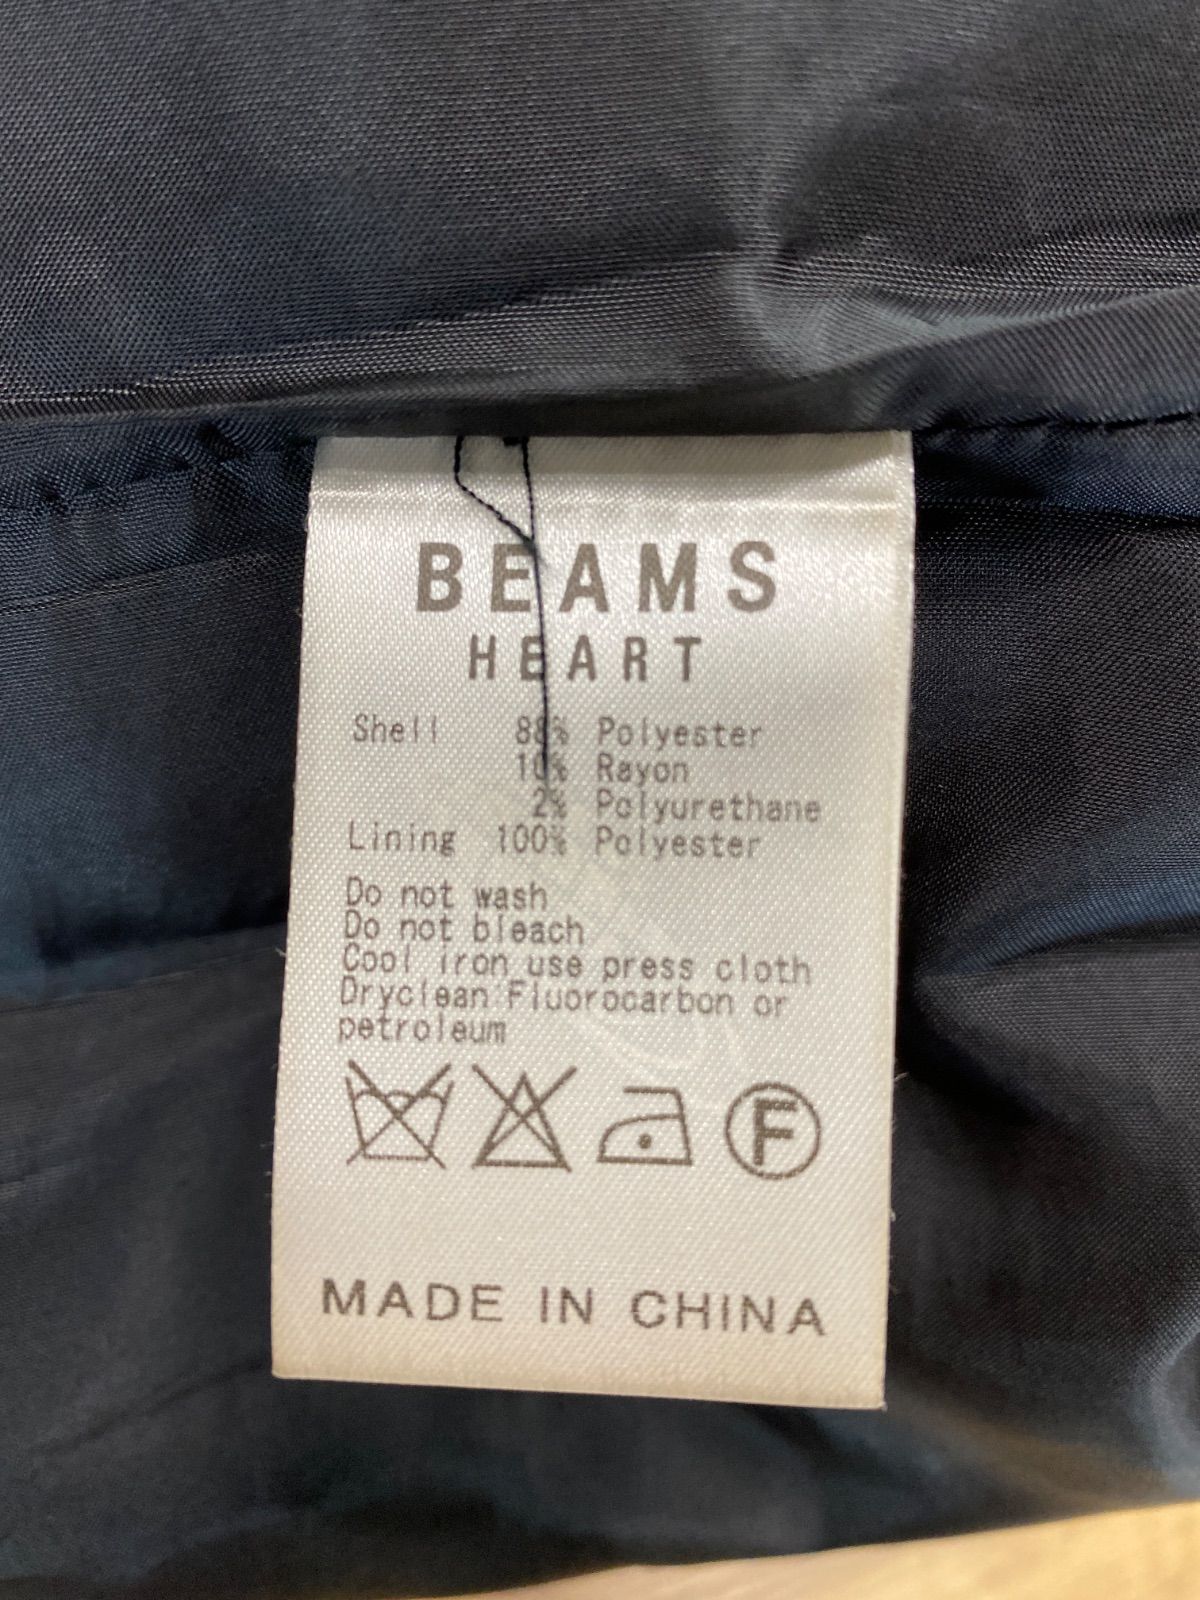 BEAMS
HEART
Shell 88% Polyester
10% Rayon
2% Polyurethane
Lining 100% Polyester
Do not wash
Do not bleach
Cool iron use press cloth
Dryclean:Fluorocarbon or
petroleum
F
MADE IN CHINA